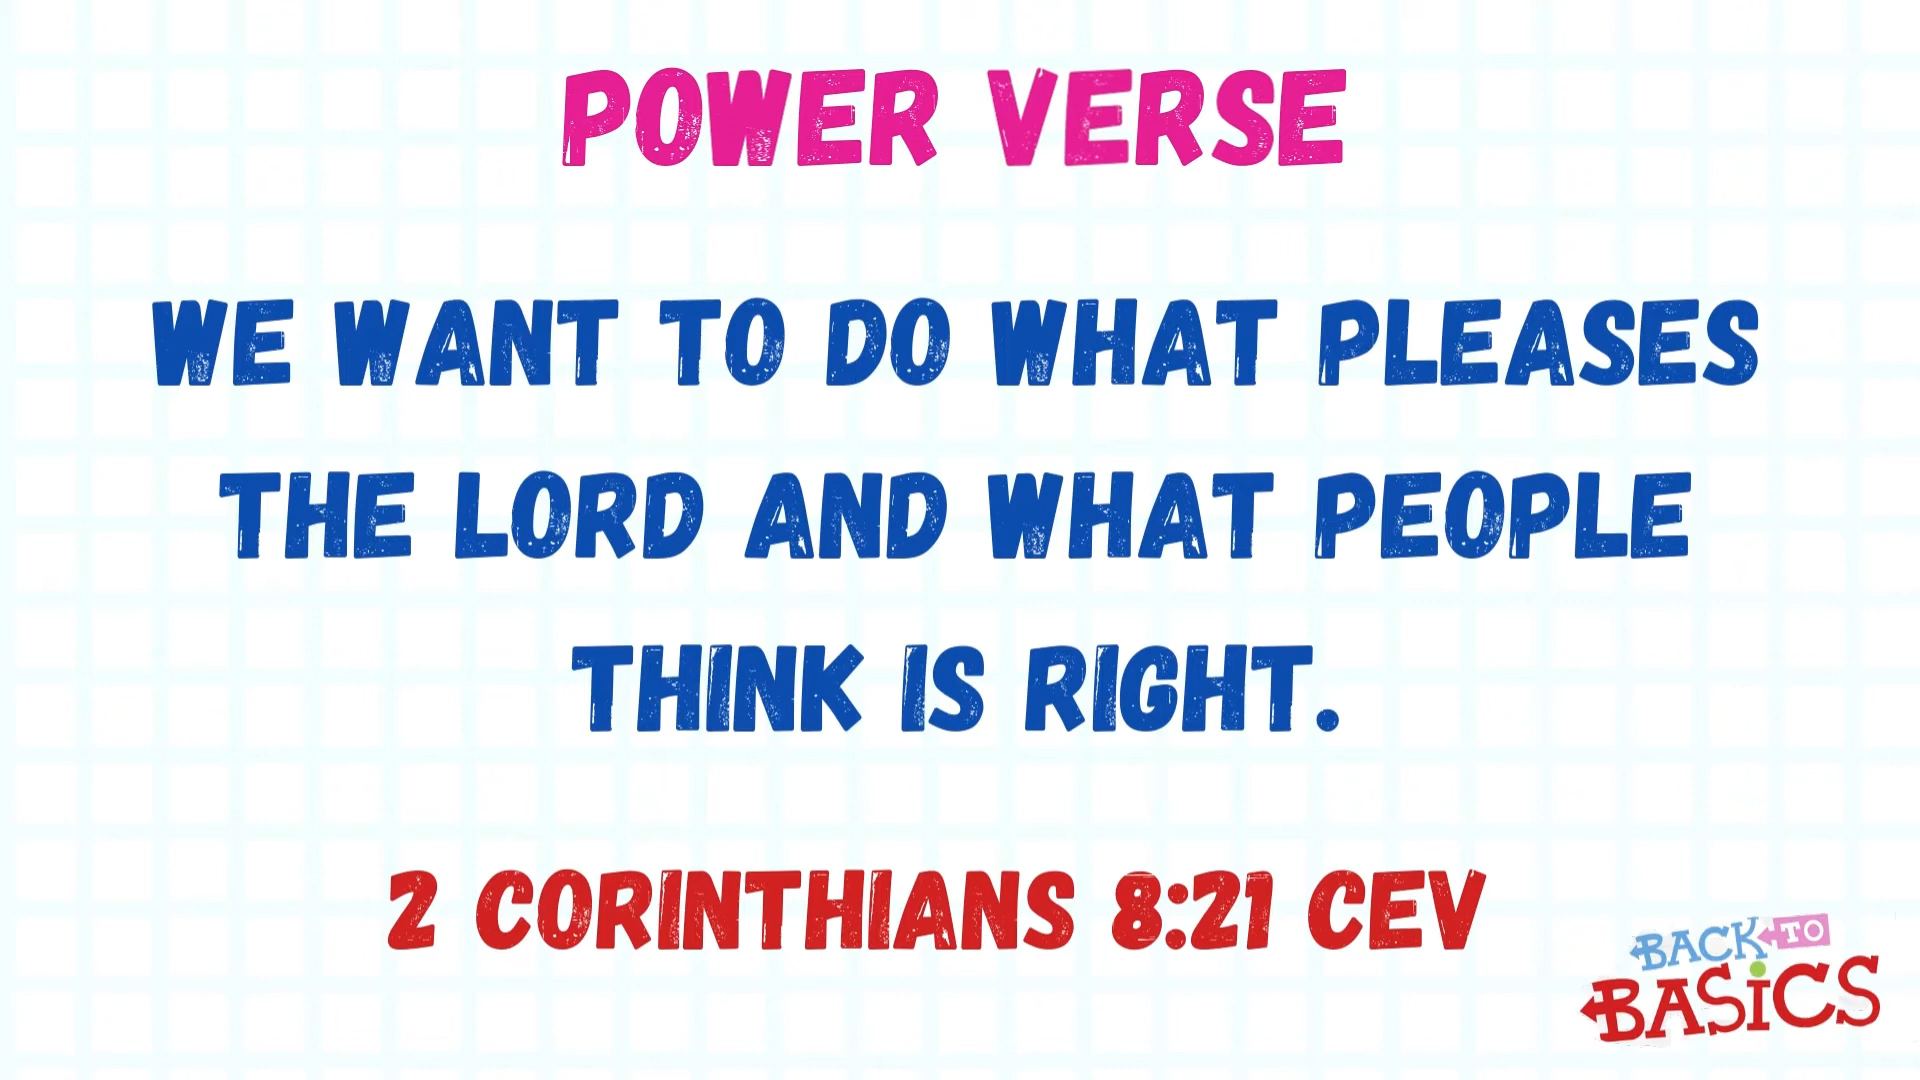 POWER VERSE
WE WANT TO DO WHAT PLEASES
THE LORD AND WHAT PEOPLE
THINK IS RIGHT.
2 CORINTHIANS 8:21 CEV
BACK TO
BASiCS